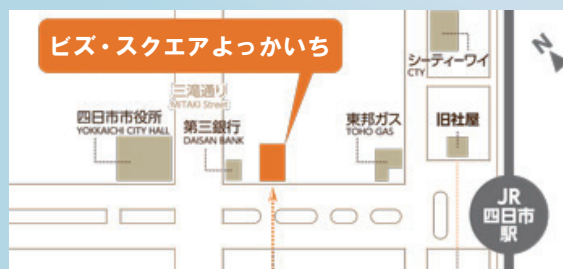 ビズ・スクエアよっかいち
シーティーワイ
CTY
N
三滝通り
MITAKI Street
四日市市役所
YOKKAICHI CITY HALL
第三銀行
DAISAN BANK
東邦ガス
TOHO GAS
旧社屋
JR
四日市
駅